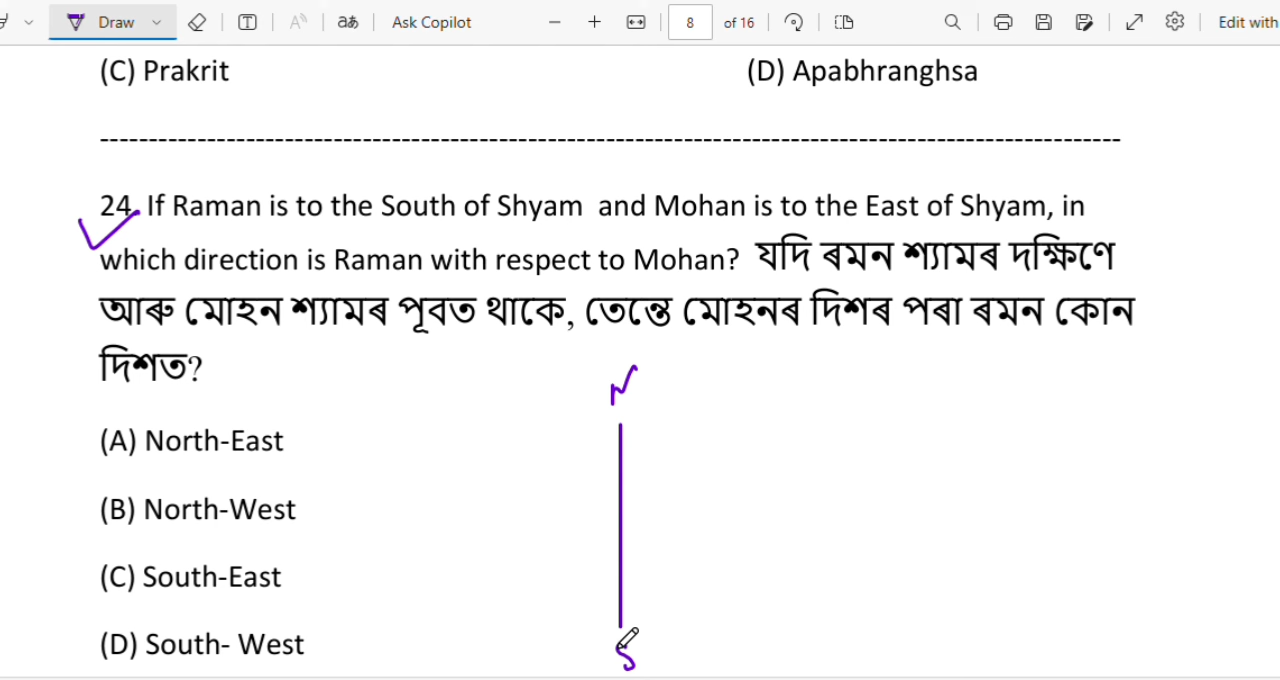 Draw
T
A
aあ
Ask Copilot
8
of 16
Edit with
(C) Prakrit (D) Apabhranghsa
--------------------------------------------------------------------------------------------------------
24. If Raman is to the South of Shyam and Mohan is to the East of Shyam, in
which direction is Raman with respect to Mohan? যদি ৰমন শ্যামৰ দক্ষিণে
আৰু মোহন শ্যামৰ পূবত থাকে, তেন্তে মোহনৰ দিশৰ পৰা ৰমন কোন
দিশত?
N
(A) North-East
(B) North-West
(C) South-East
(D) South- West
S